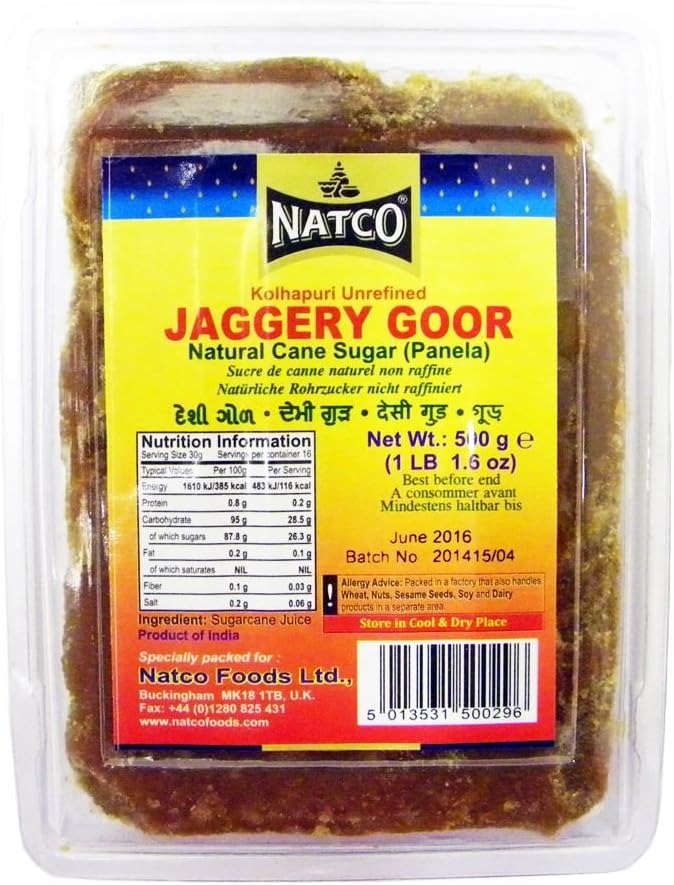 NATCO®
Kolhapuri Unrefined
JAGGERY GOOR
Natural Cane Sugar (Panela)
Sucre de canne naturel non raffine
Natürliche Rohrzucker nicht raffiniert
દેશી ગોળ • ਦੇਸੀ ਗੁੜ • देसी गुड • গুড়
Nutrition Information
Serving Size 30g Servings per container 16
Typical Values Per 100g Per Serving
Energy 1610 kJ/385 kcal 483 kJ/116 kcal
Protein 0.8 g 0.2 g
Carbohydrate 95 g 28.5 g
of which sugars 87.8 g 26.3 g
Fat 0.2 g 0.1 g
of which saturates NIL NIL
Fiber 0.1 g 0.03 g
Salt 0.2 g 0.06 g
Ingredient: Sugarcane Juice
Product of India
Net Wt.: 500 g e
(1 LB 1.6 oz)
Best before end
A consommer avant
Mindestens haltbar bis
June 2016
Batch No 201415/04
! Allergy Advice: Packed in a factory that also handles
Wheat, Nuts, Sesame Seeds, Soy and Dairy
products in a separate area.
Store in Cool & Dry Place
Specially packed for :
Natco Foods Ltd.,
Buckingham MK18 1TB, U.K.
Fax: +44 (0)1280 825 431
www.natcofoods.com
5 013531 500296